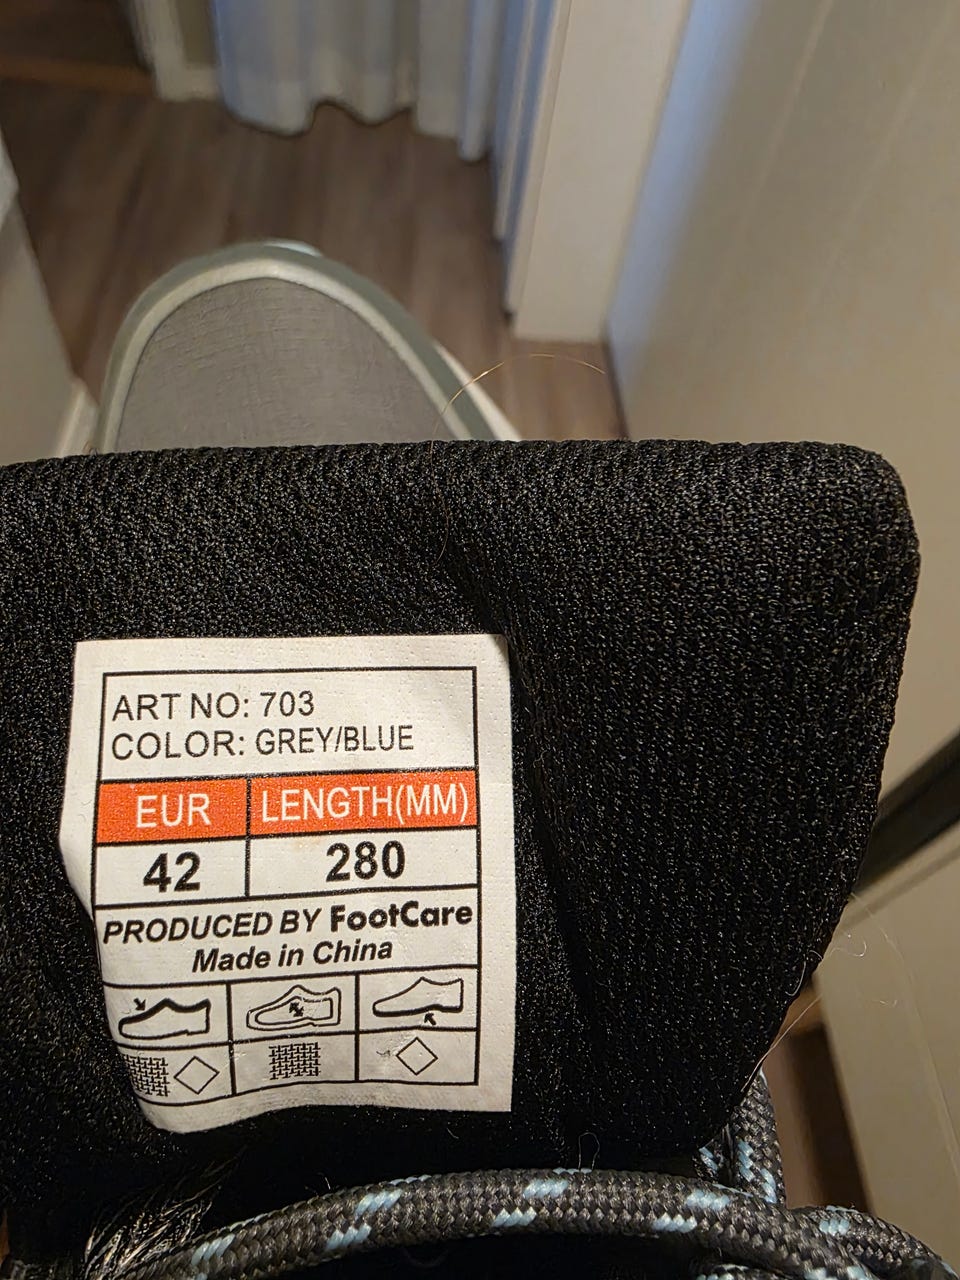 ART NO: 703
COLOR: GREY/BLUE
EUR LENGTH(MM)
42 280
PRODUCED BY FootCare
Made in China